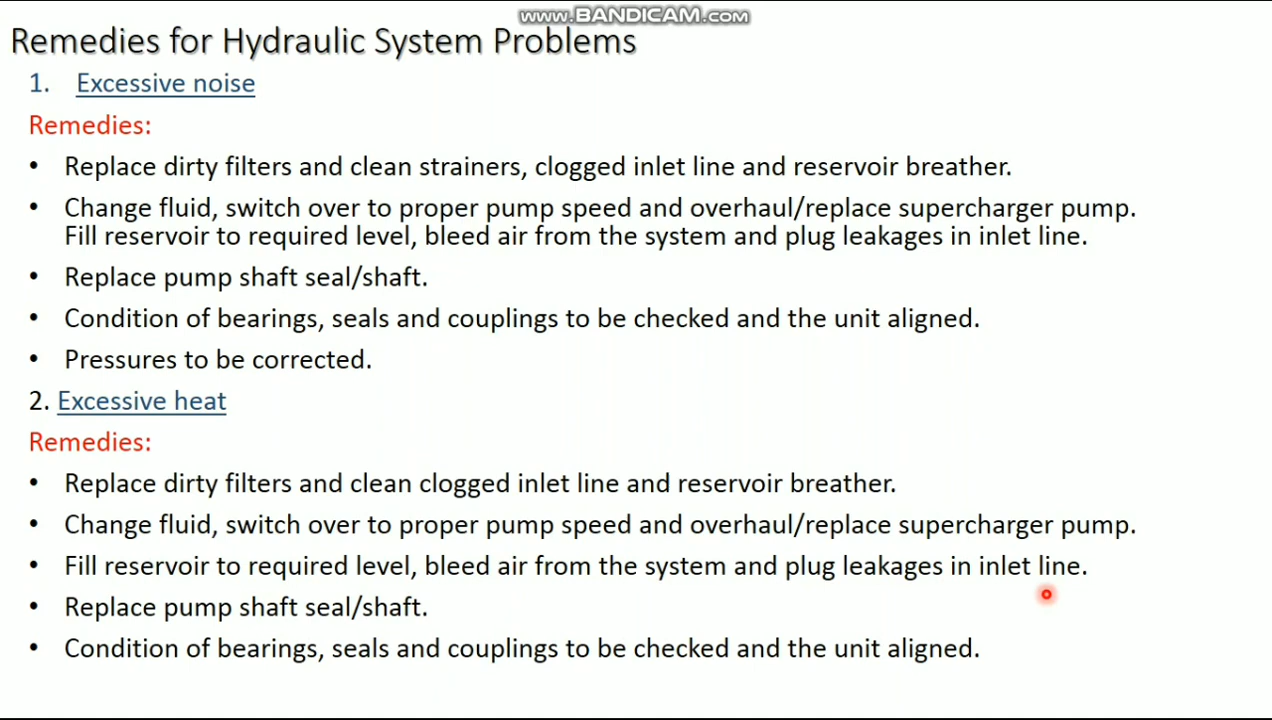 www.BANDICAM.com
Remedies for Hydraulic System Problems
1. Excessive noise
Remedies:
• Replace dirty filters and clean strainers, clogged inlet line and reservoir breather.
• Change fluid, switch over to proper pump speed and overhaul/replace supercharger pump.
Fill reservoir to required level, bleed air from the system and plug leakages in inlet line.
• Replace pump shaft seal/shaft.
• Condition of bearings, seals and couplings to be checked and the unit aligned.
• Pressures to be corrected.
2. Excessive heat
Remedies:
• Replace dirty filters and clean clogged inlet line and reservoir breather.
• Change fluid, switch over to proper pump speed and overhaul/replace supercharger pump.
• Fill reservoir to required level, bleed air from the system and plug leakages in inlet line.
• Replace pump shaft seal/shaft.
• Condition of bearings, seals and couplings to be checked and the unit aligned.